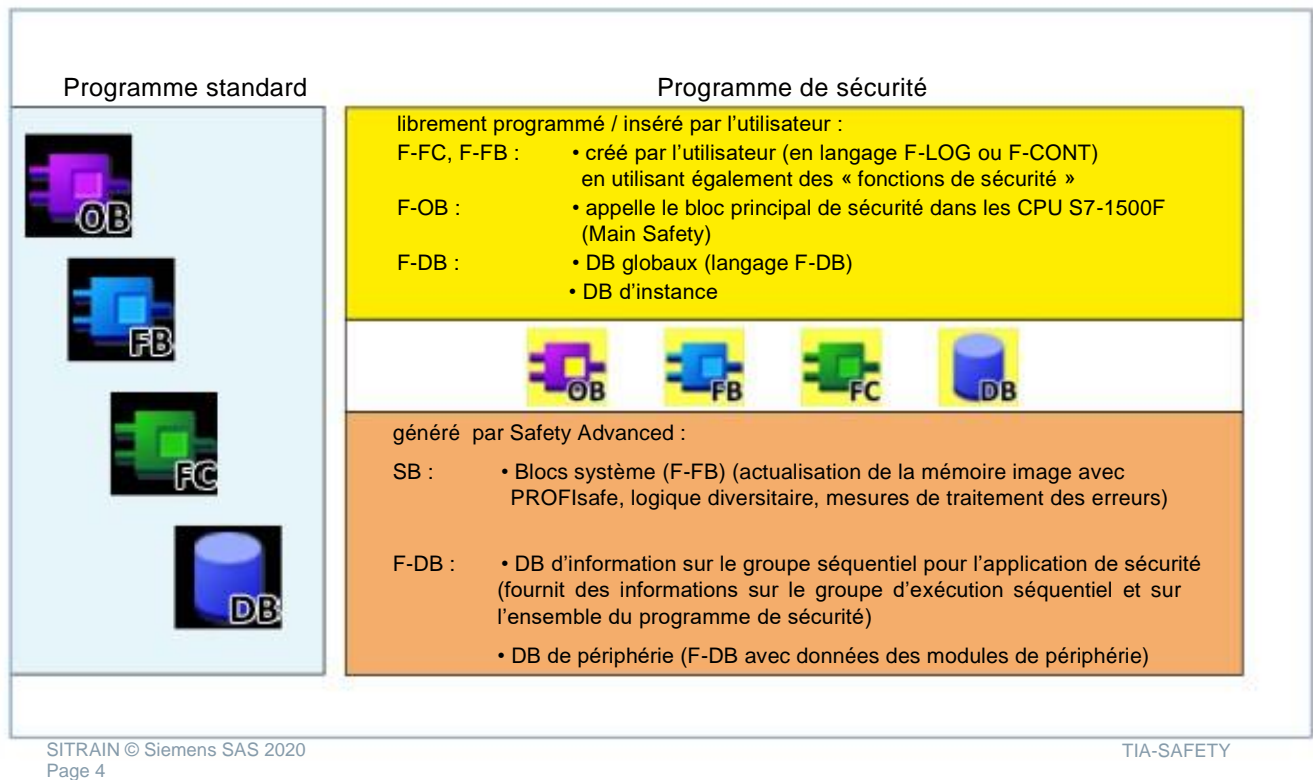 Programme standard
Programme de sécurité
OB
FB
FC
DB
librement programmé / inséré par l’utilisateur :
F-FC, F-FB : • créé par l’utilisateur (en langage F-LOG ou F-CONT)
en utilisant également des « fonctions de sécurité »
F-OB : • appelle le bloc principal de sécurité dans les CPU S7-1500F
(Main Safety)
F-DB : • DB globaux (langage F-DB)
• DB d’instance
OB FB FC DB
généré par Safety Advanced :
SB : • Blocs système (F-FB) (actualisation de la mémoire image avec
PROFIsafe, logique diversitaire, mesures de traitement des erreurs)
F-DB : • DB d’information sur le groupe séquentiel pour l’application de sécurité
(fournit des informations sur le groupe d’exécution séquentiel et sur
l’ensemble du programme de sécurité)
• DB de périphérie (F-DB avec données des modules de périphérie)
SITRAIN © Siemens SAS 2020
Page 4
TIA-SAFETY